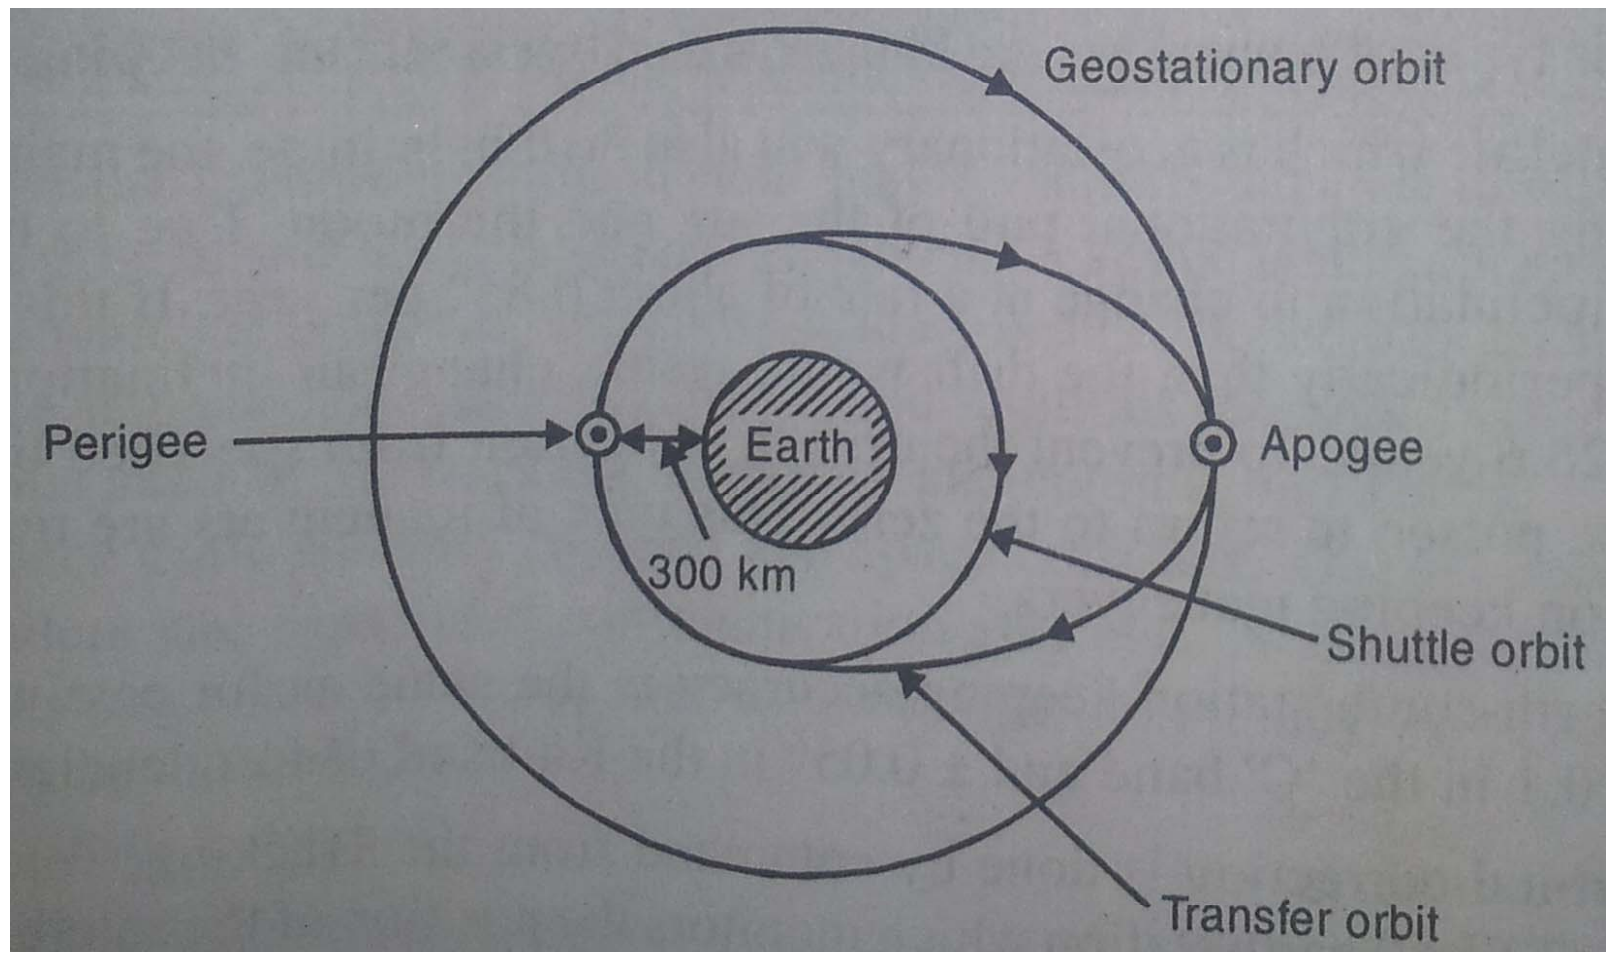 Geostationary orbit
Perigee
Earth
Apogee
300 km
Shuttle orbit
Transfer orbit